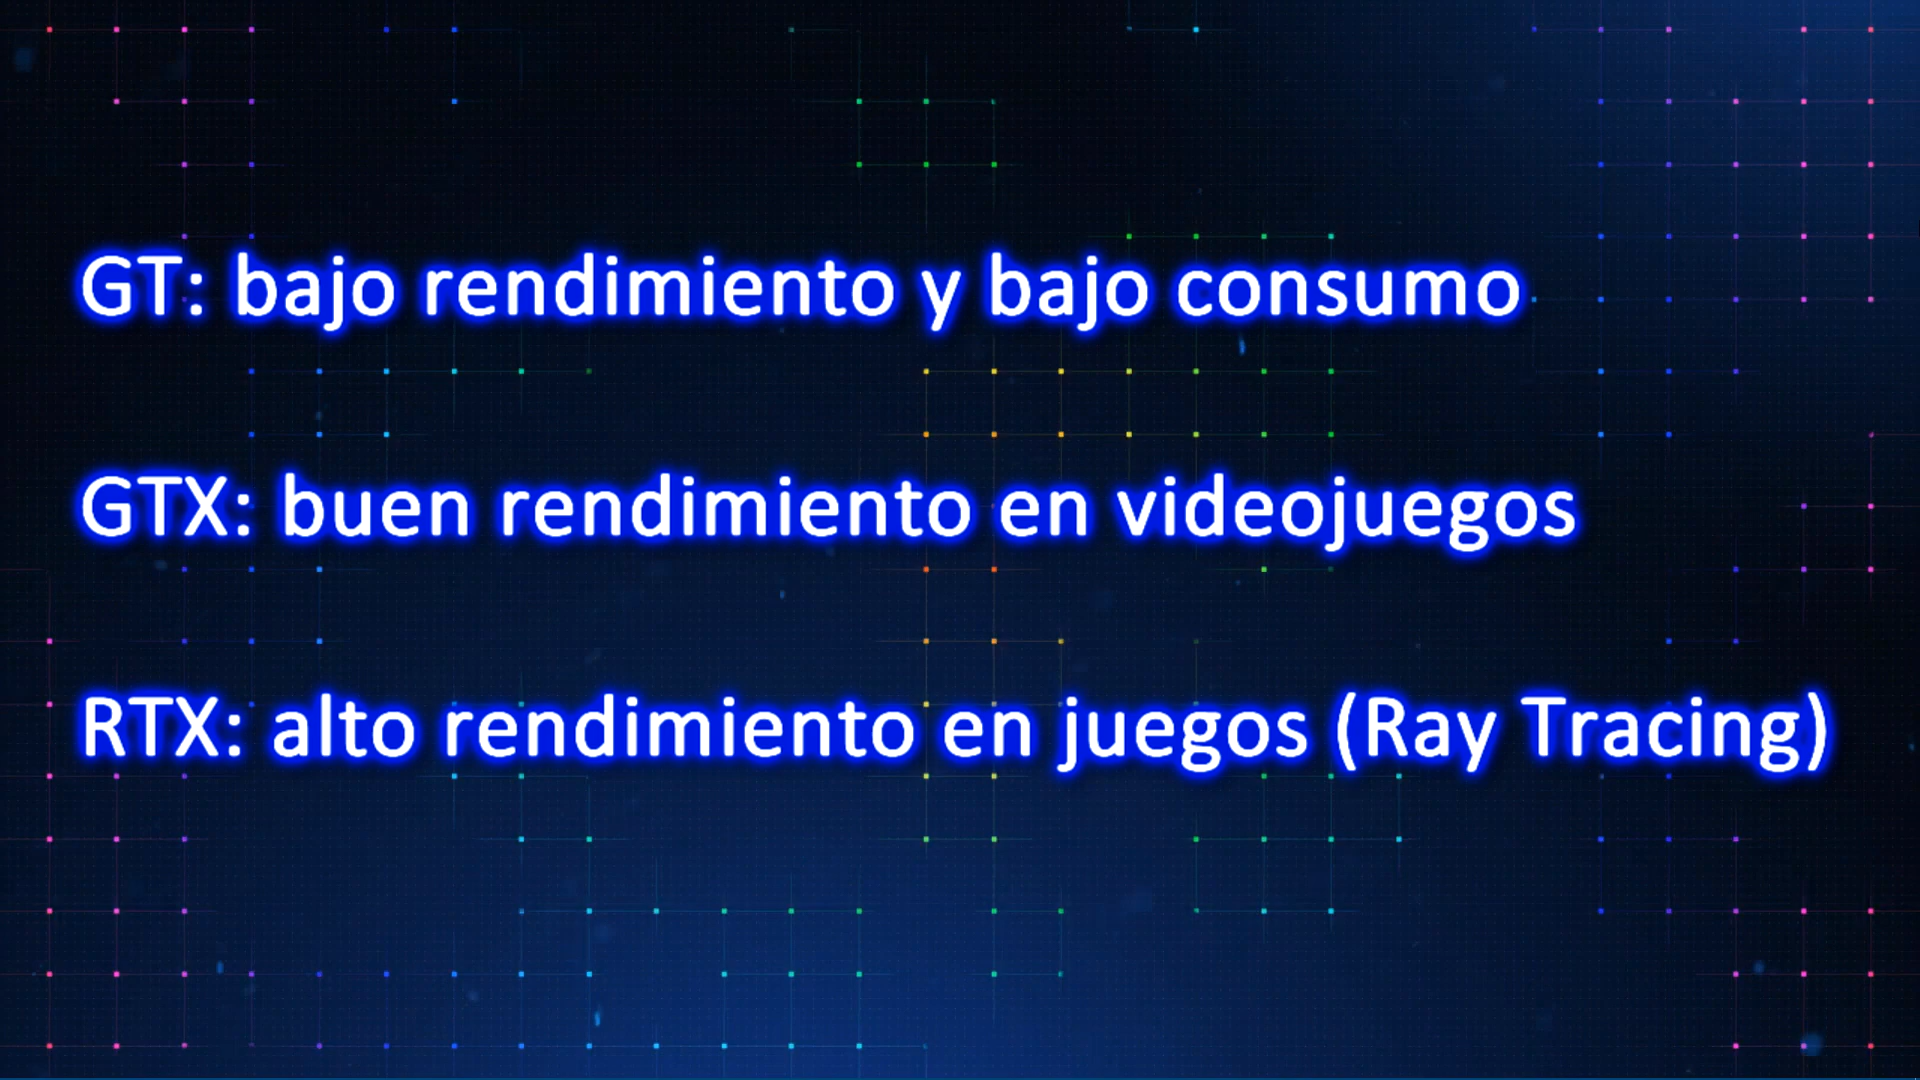 GT: bajo rendimiento y bajo consumo
GTX: buen rendimiento en videojuegos
RTX: alto rendimiento en juegos (Ray Tracing)